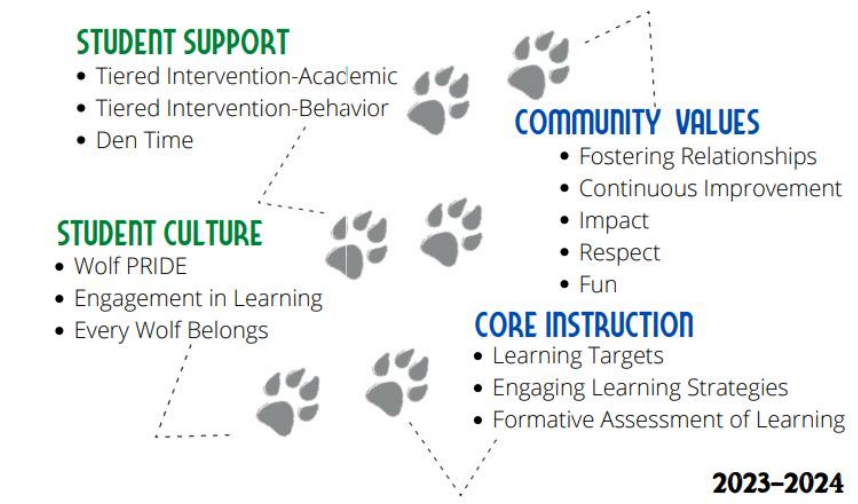 STUDENT SUPPORT
• Tiered Intervention-Academic
• Tiered Intervention-Behavior
• Den Time
COMMUNITY VALUES
• Fostering Relationships
• Continuous Improvement
• Impact
• Respect
• Fun
STUDENT CULTURE
• Wolf PRIDE
• Engagement in Learning
• Every Wolf Belongs
CORE INSTRUCTION
• Learning Targets
• Engaging Learning Strategies
• Formative Assessment of Learning
2023-2024